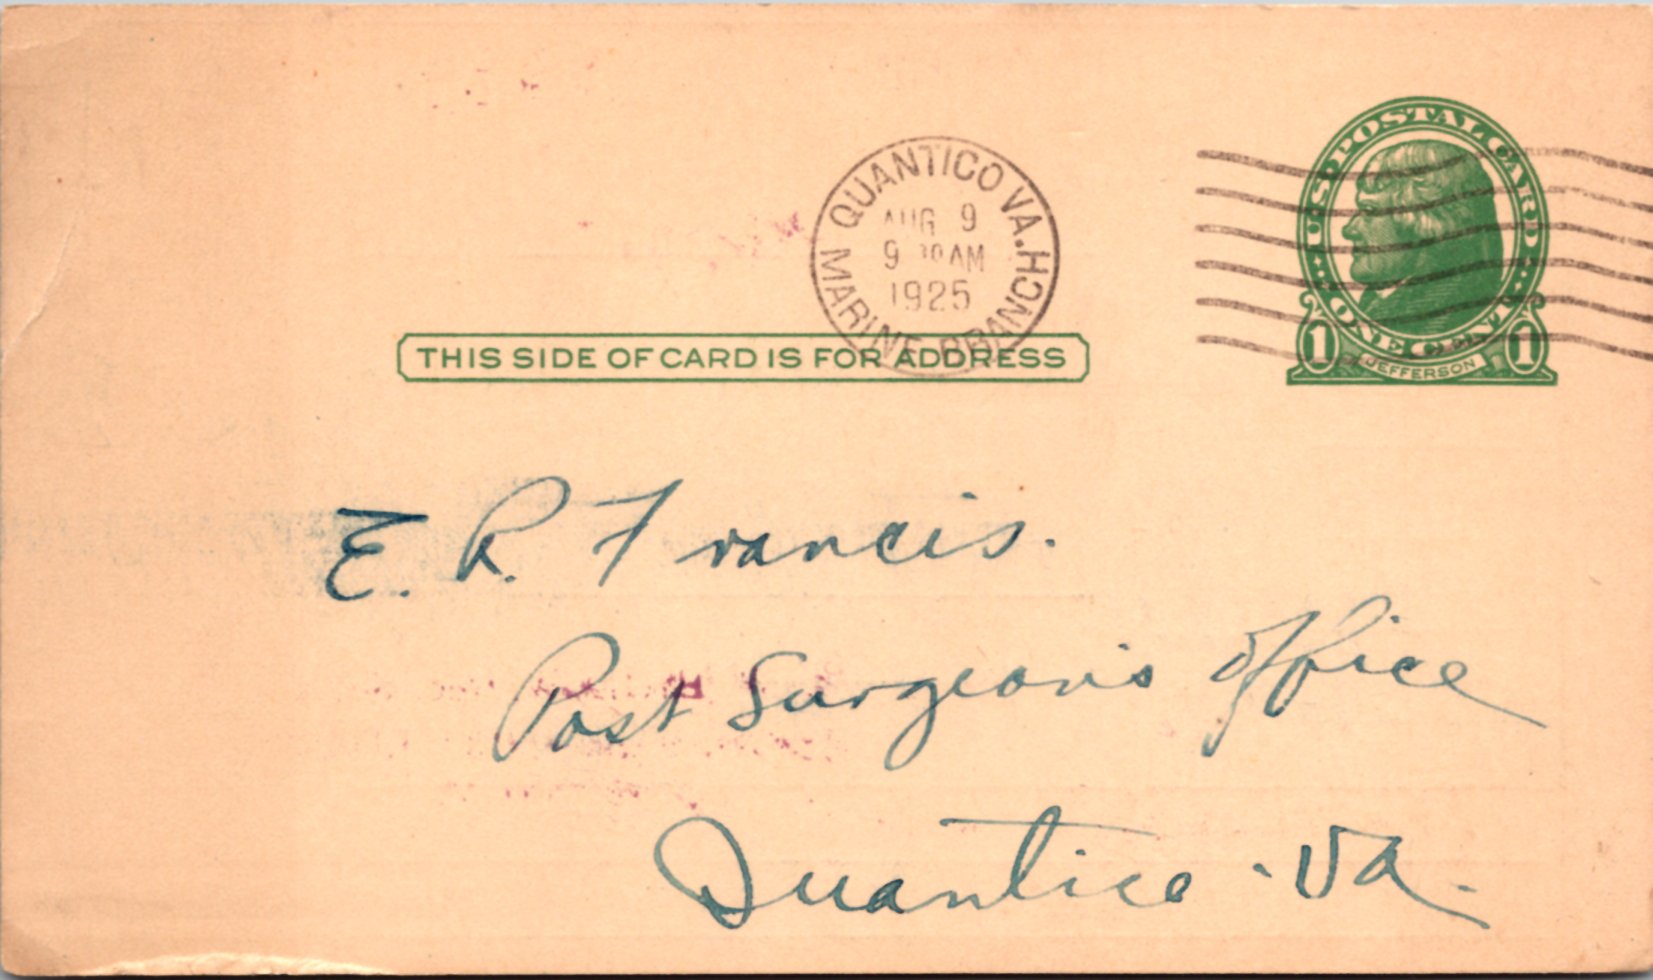 QUANTICO VA.
AUG 9
9 30 AM
1925
MARINE BRANCH
U.S. POSTAL CARD
ONE CENT
1 JEFFERSON 1
THIS SIDE OF CARD IS FOR ADDRESS
E. R. Francis.
Post Surgeon's Office
Quantico. Va.